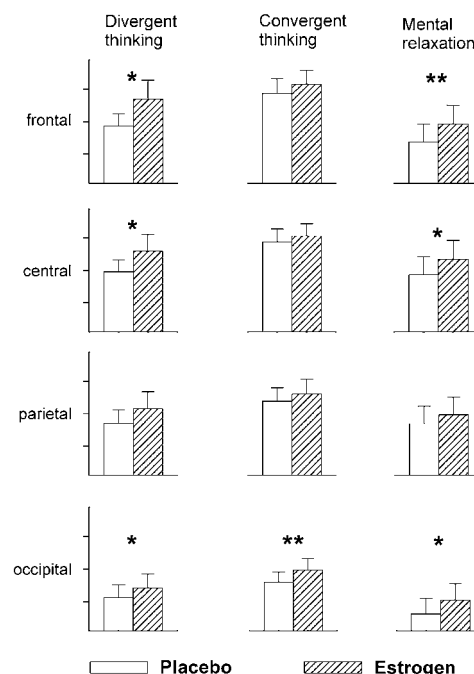 Divergent thinking
Convergent thinking
Mental relaxation
frontal
*
**
central
*
*
parietal
occipital
*
**
*
Placebo
Estrogen